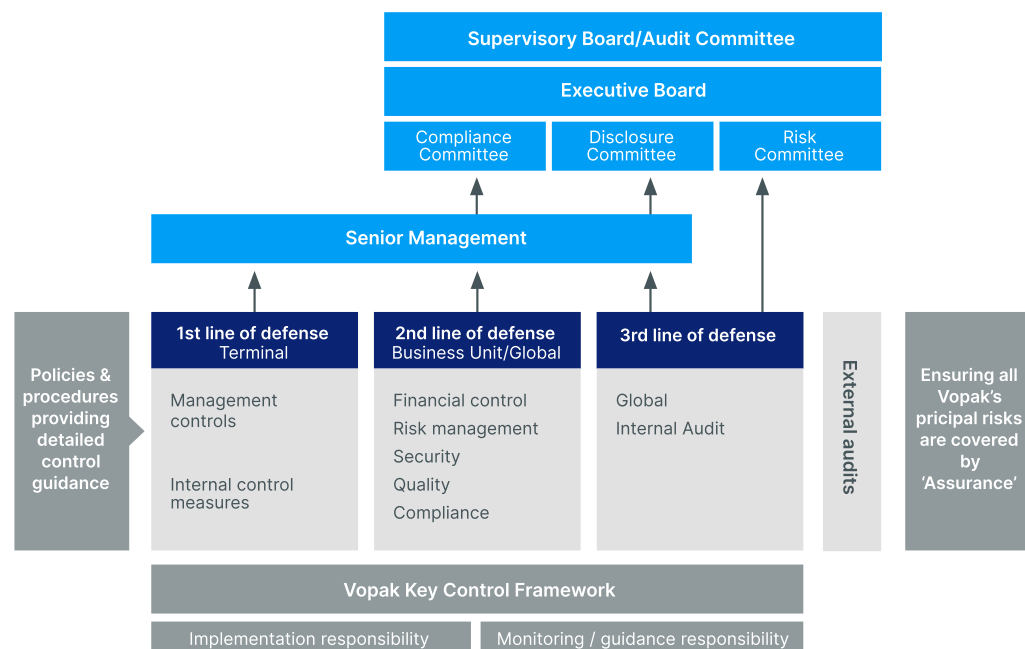 Supervisory Board/Audit Committee
Executive Board
Compliance
Committee
Disclosure
Committee
Risk
Committee
Senior Management
Policies &
procedures
providing
detailed
control
guidance
1st line of defense
Terminal
Management
controls
Internal control
measures
2nd line of defense
Business Unit/Global
Financial control
Risk management
Security
Quality
Compliance
3rd line of defense
Global
Internal Audit
External audits
Ensuring all
Vopak’s
pricipal risks
are covered
by
‘Assurance’
Vopak Key Control Framework
Implementation responsibility
Monitoring / guidance responsibility